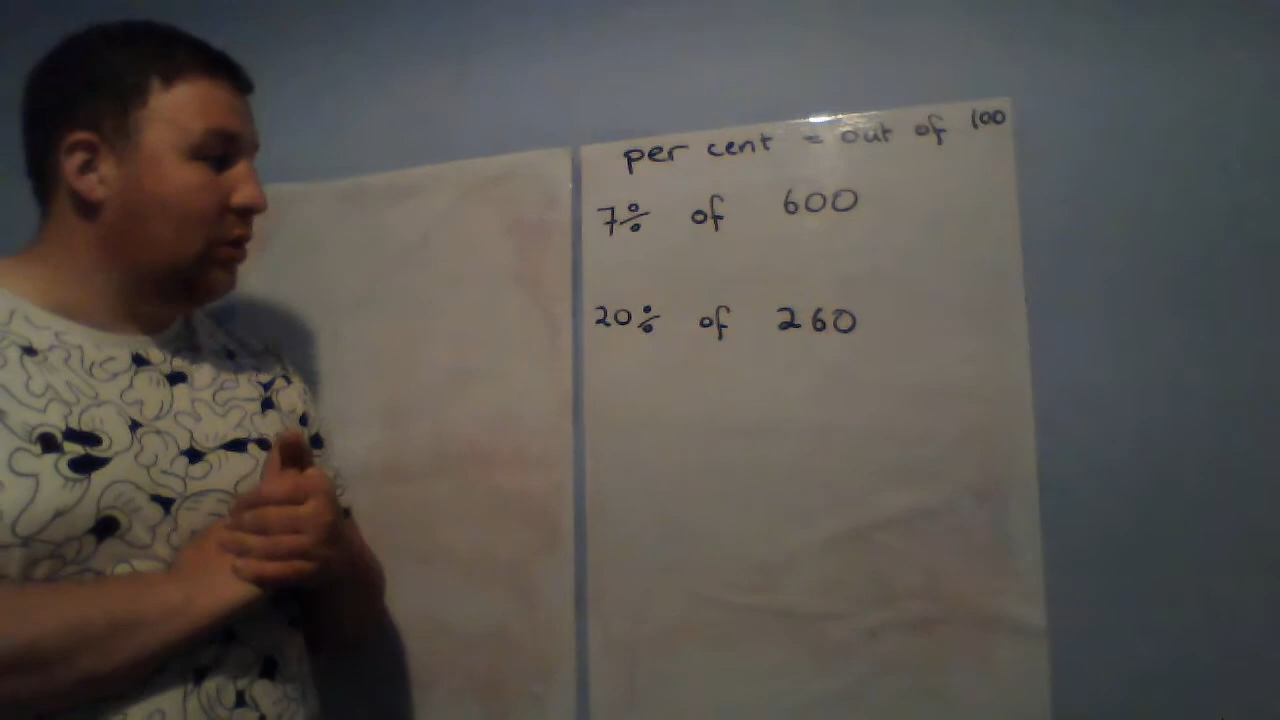 per cent = out of 100
7% of 600
20% of 260